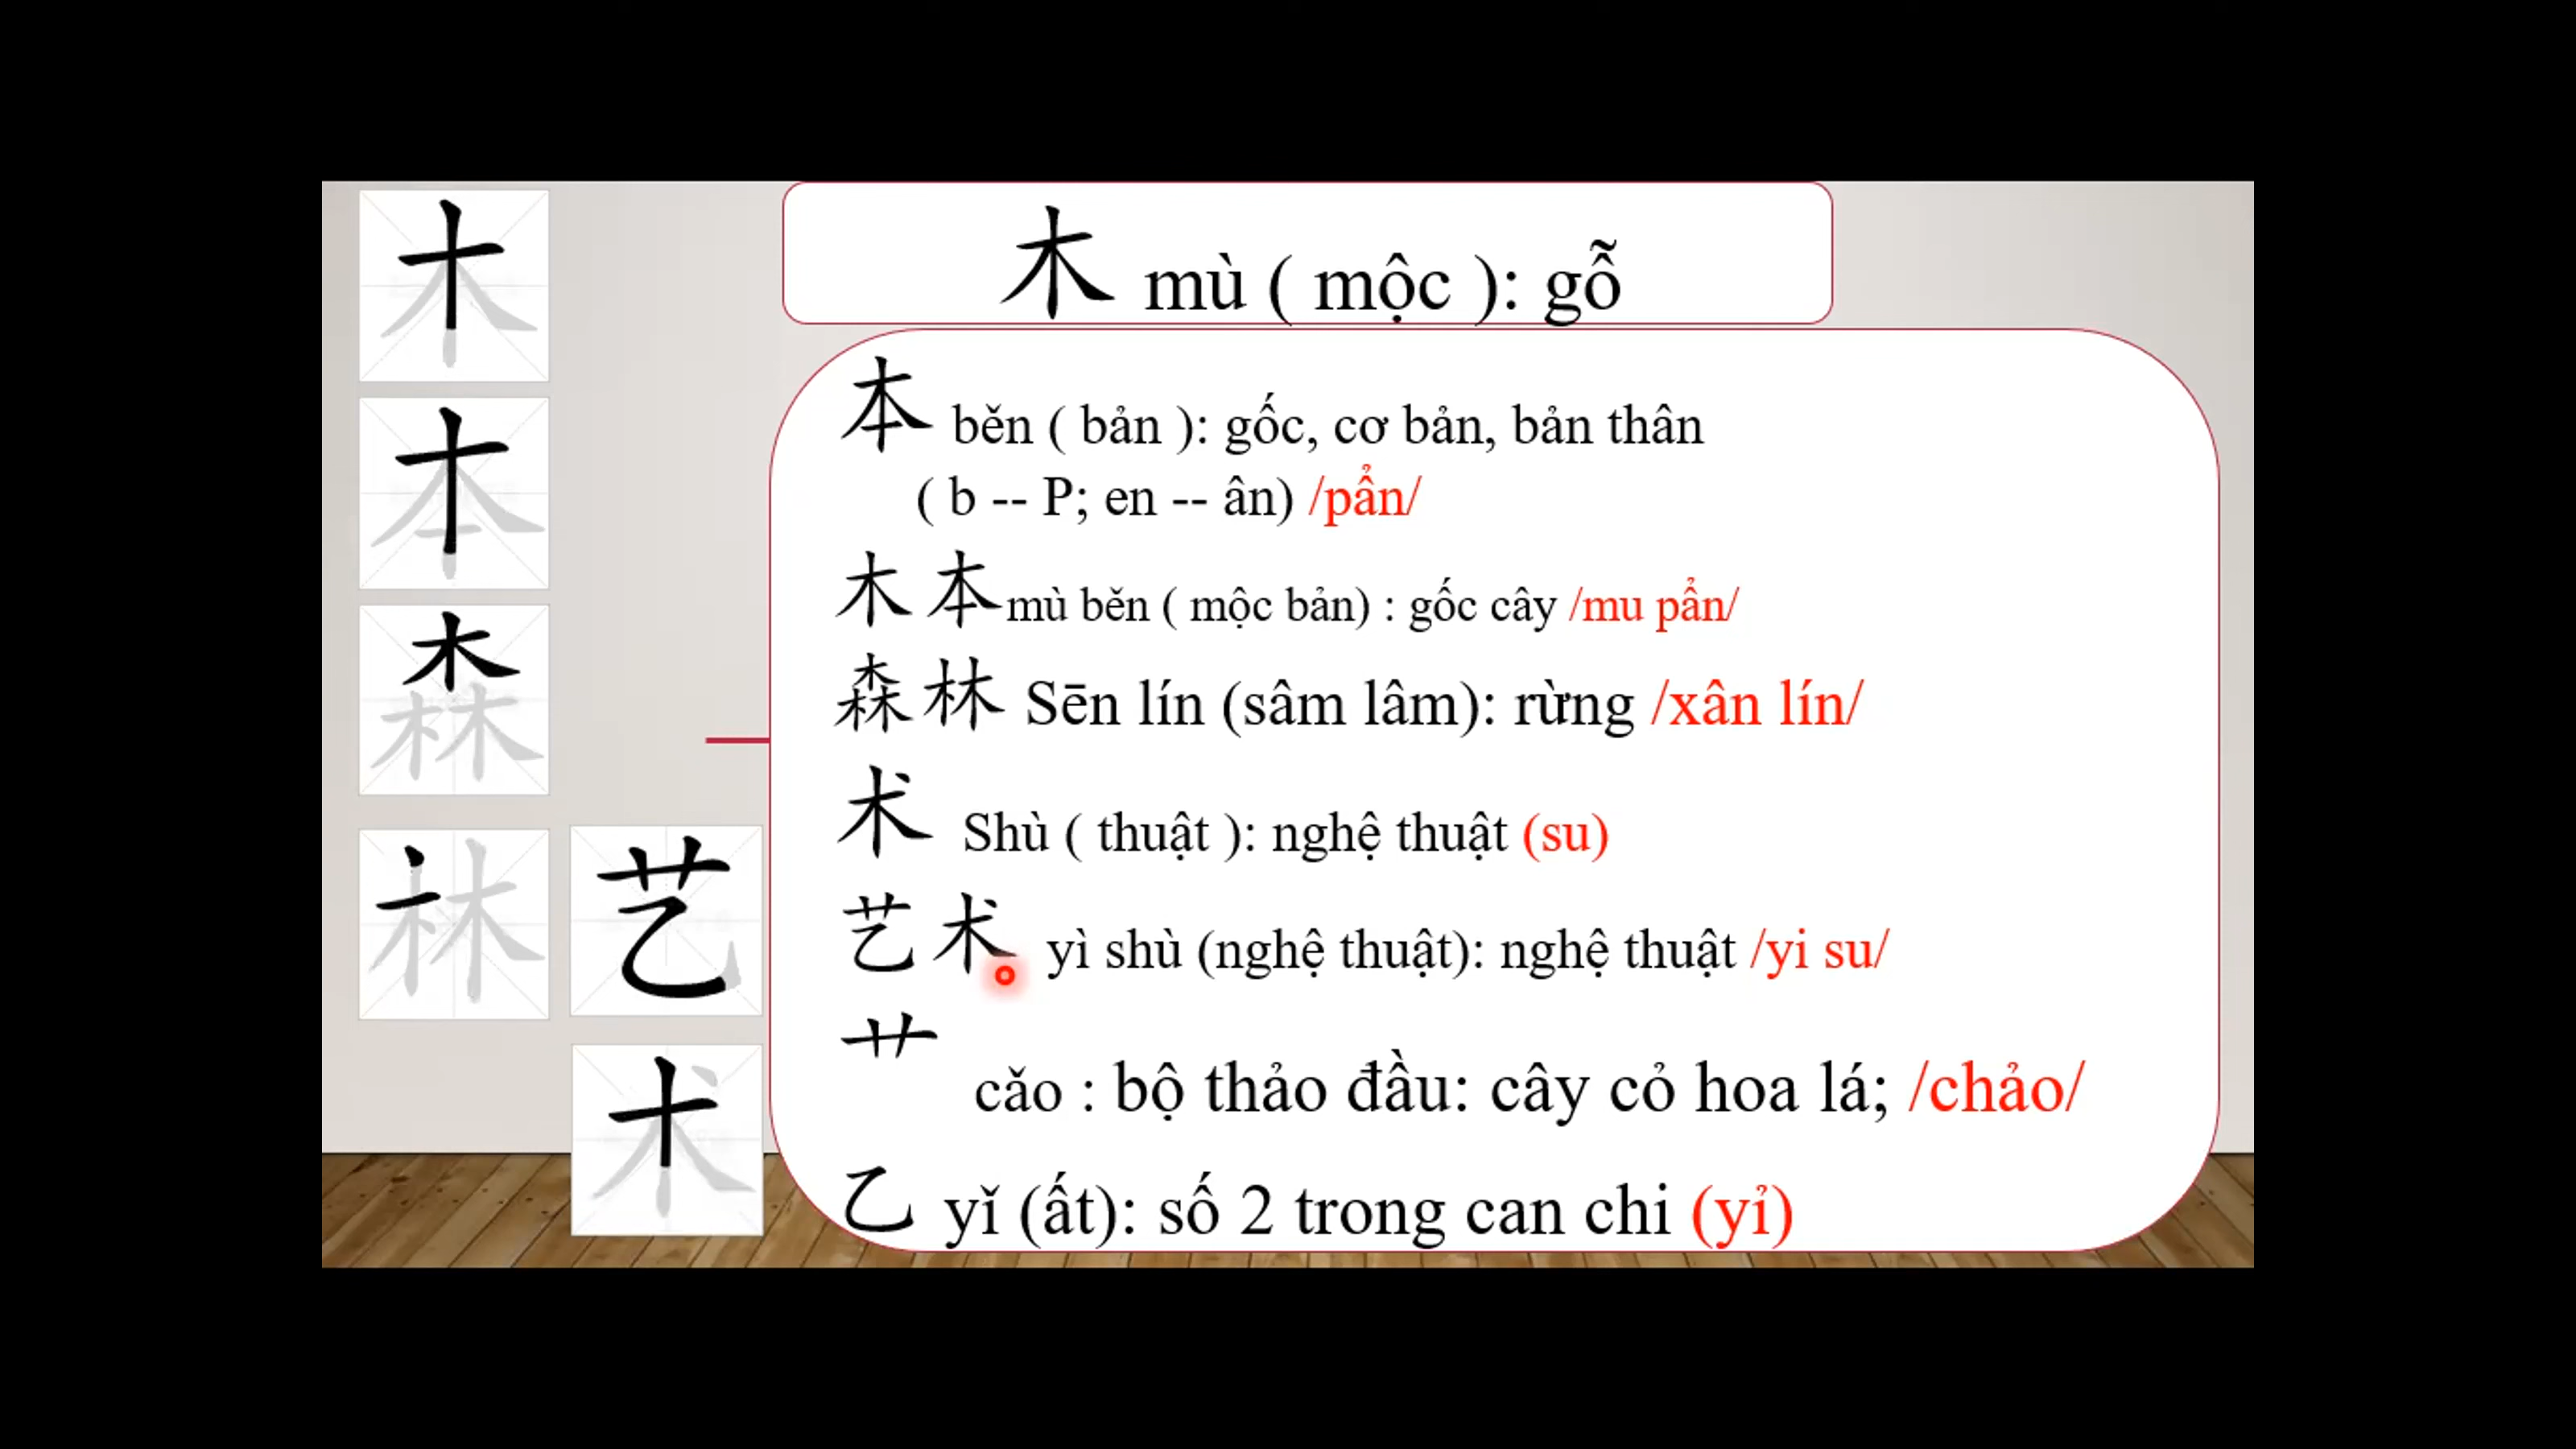 木
本
森
林
艺
术
木 mù ( mộc ): gỗ
本 běn ( bản ): gốc, cơ bản, bản thân
( b -- P; en -- ân) /pẩn/
木本mù běn ( mộc bản) : gốc cây /mu pẩn/
森林 Sēn lín (sâm lâm): rừng /xân lín/
术 Shù ( thuật ): nghệ thuật (su)
艺术 yì shù (nghệ thuật): nghệ thuật /yi su/
艹 cǎo : bộ thảo đầu: cây cỏ hoa lá; /chảo/
乙 yǐ (ất): số 2 trong can chi (yỉ)